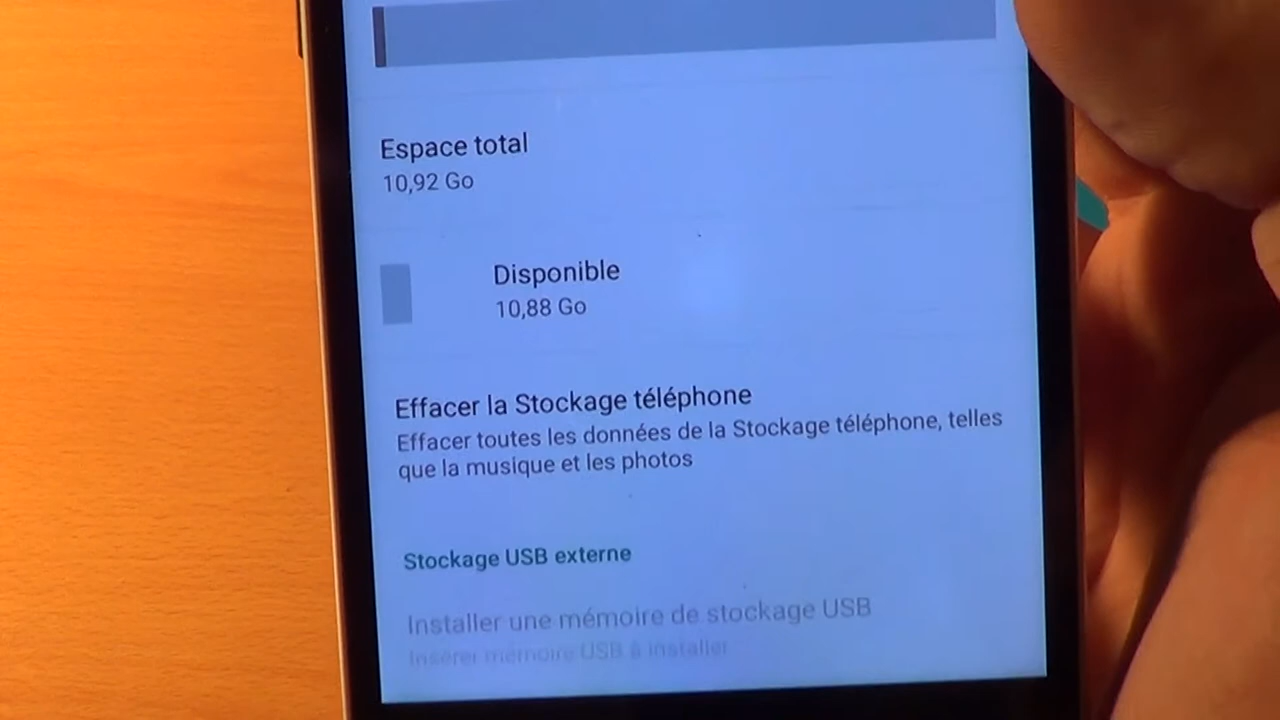 Espace total
10,92 Go
Disponible
10,88 Go
Effacer la Stockage téléphone
Effacer toutes les données de la Stockage téléphone, telles
que la musique et les photos
Stockage USB externe
Installer une mémoire de stockage USB
Insérer mémoire USB à installer